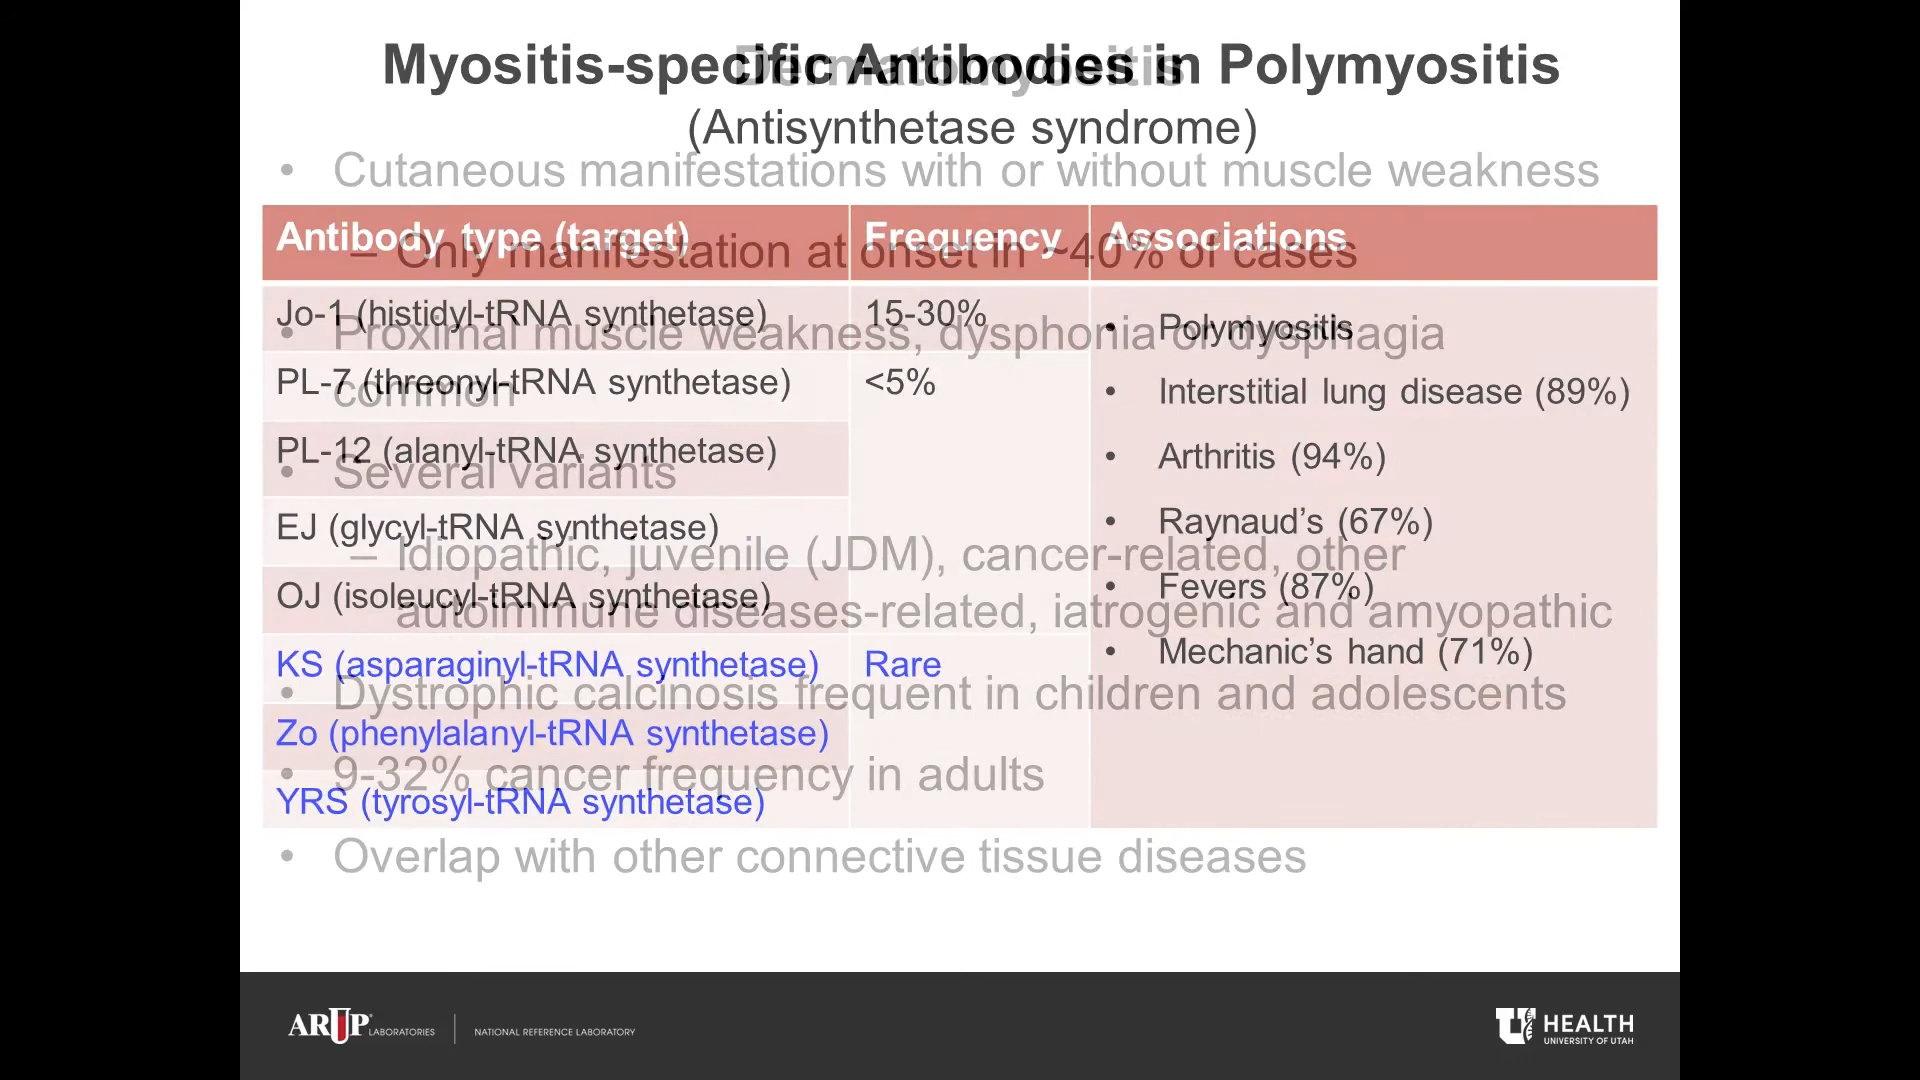 Myositis-specific Antibodies in Polymyositis
(Antisynthetase syndrome)
Antibody type (target) Frequency Associations
Jo-1 (histidyl-tRNA synthetase) 15-30%
PL-7 (threonyl-tRNA synthetase) <5%
PL-12 (alanyl-tRNA synthetase)
EJ (glycyl-tRNA synthetase)
OJ (isoleucyl-tRNA synthetase)
KS (asparaginyl-tRNA synthetase) Rare
Zo (phenylalanyl-tRNA synthetase)
YRS (tyrosyl-tRNA synthetase)
• Polymyositis
• Interstitial lung disease (89%)
• Arthritis (94%)
• Raynaud’s (67%)
• Fevers (87%)
• Mechanic’s hand (71%)
Dermatomyositis
• Cutaneous manifestations with or without muscle weakness
– Only manifestation at onset in ~40% of cases
• Proximal muscle weakness, dysphonia or dysphagia
common
• Several variants
– Idiopathic, juvenile (JDM), cancer-related, other
autoimmune diseases-related, iatrogenic and amyopathic
• Dystrophic calcinosis frequent in children and adolescents
• 9-32% cancer frequency in adults
• Overlap with other connective tissue diseases
ARUP LABORATORIES NATIONAL REFERENCE LABORATORY
U HEALTH
UNIVERSITY OF UTAH